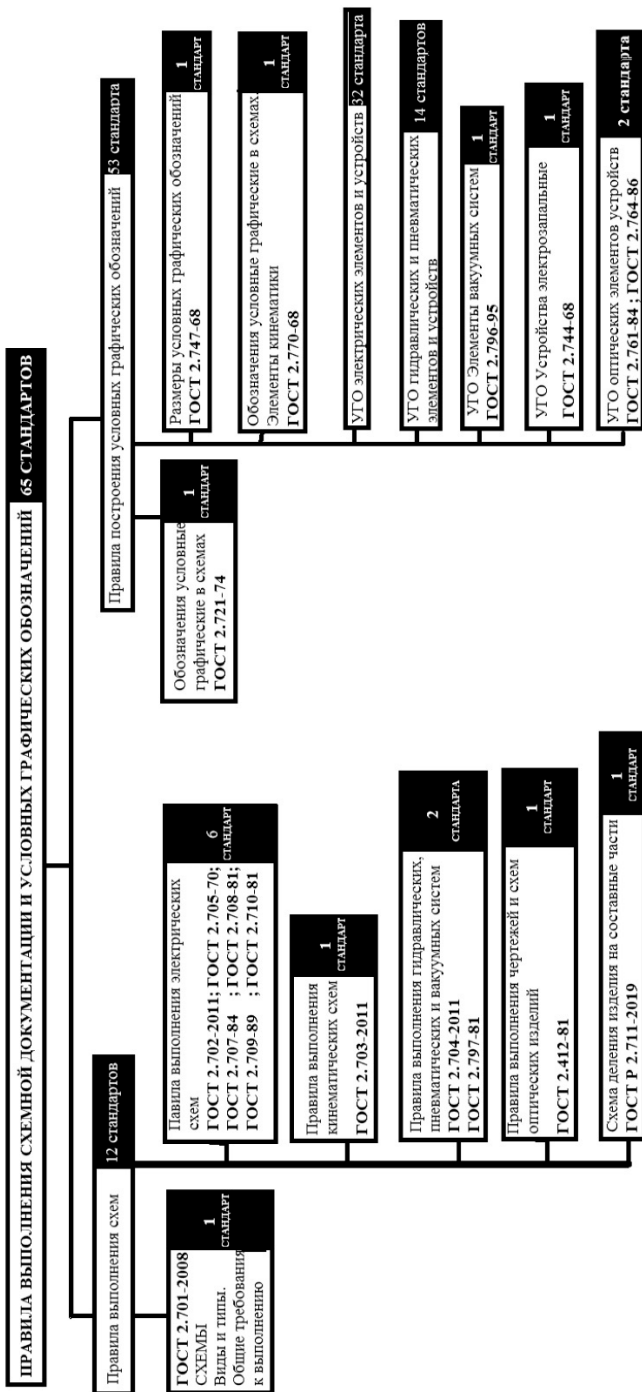 ПРАВИЛА ВЫПОЛНЕНИЯ СХЕМНОЙ ДОКУМЕНТАЦИИ И УСЛОВНЫХ ГРАФИЧЕСКИХ ОБОЗНАЧЕНИЙ 65 СТАНДАРТОВ
Правила выполнения схем 12 стандартов
ГОСТ 2.701-2008
СХЕМЫ
Виды и типы.
Общие требования
к выполнению
1
СТАНДАРТ
Павила выполнения электрических
схем
ГОСТ 2.702-2011; ГОСТ 2.705-70;
ГОСТ 2.707-84 ; ГОСТ 2.708-81;
ГОСТ 2.709-89 ; ГОСТ 2.710-81
6
СТАНДАРТ
Правила выполнения
кинематических схем
ГОСТ 2.703-2011
1
СТАНДАРТ
Правила выполнения гидравлических,
пневматических и вакуумных систем
ГОСТ 2.704-2011
ГОСТ 2.797-81
2
СТАНДАРТА
Правила выполнения чертежей и схем
оптических изделий
ГОСТ 2.412-81
1
СТАНДАРТ
Схема деления изделия на составные части
ГОСТ Р 2.711-2019
1
СТАНДАРТ
Правила построения условных графических обозначений 53 стандарта
Обозначения условные
графические в схемах
ГОСТ 2.721-74
1
СТАНДАРТ
Размеры условных графических обозначений
ГОСТ 2.747-68
1
СТАНДАРТ
Обозначения условные графические в схемах.
Элементы кинематики
ГОСТ 2.770-68
1
СТАНДАРТ
УГО электрических элементов и устройств 32 стандарта
УГО гидравлических и пневматических
элементов и устройств
14 стандартов
УГО Элементы вакуумных систем
ГОСТ 2.796-95
1
СТАНДАРТ
УГО Устройства электрозапальные
ГОСТ 2.744-68
1
СТАНДАРТ
УГО оптических элементов устройств
ГОСТ 2.761-84 ; ГОСТ 2.764-86
2 стандарта